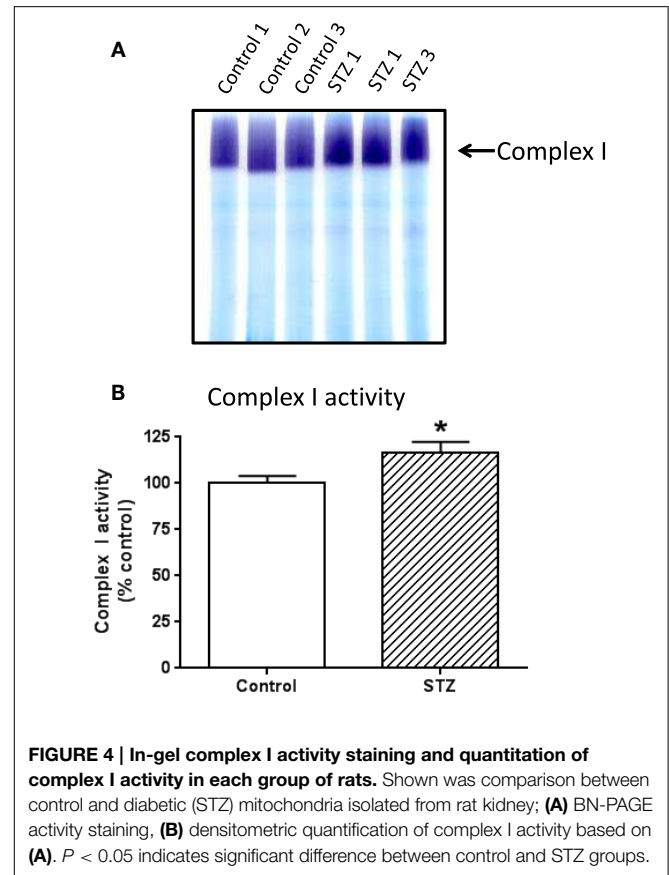 A
Control 1
Control 2
Control 3
STZ 1
STZ 1
STZ 3
Complex I
B
Complex I activity
Complex I activity
(% control)
125
100
75
50
25
0
*
Control
STZ
FIGURE 4 | In-gel complex I activity staining and quantitation of
complex I activity in each group of rats. Shown was comparison between
control and diabetic (STZ) mitochondria isolated from rat kidney; (A) BN-PAGE
activity staining, (B) densitometric quantification of complex I activity based on
(A). P < 0.05 indicates significant difference between control and STZ groups.